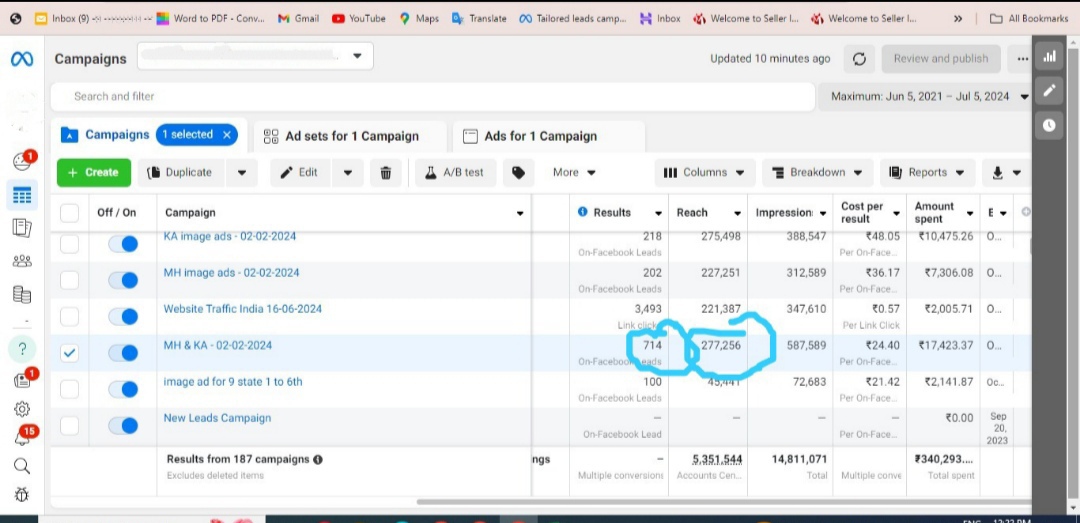 Inbox (9)
Word to PDF - Conv...
Gmail
YouTube
Maps
Translate
Tailored leads camp...
Inbox
Welcome to Seller I...
Welcome to Seller I...
»
All Bookmarks
Campaigns
Updated 10 minutes ago
Review and publish
...
Search and filter
Maximum: Jun 5, 2021 – Jul 5, 2024
Campaigns 1 selected ×
Ad sets for 1 Campaign
Ads for 1 Campaign
1
+ Create
Duplicate
Edit
A/B test
More
Columns
Breakdown
Reports
Off / On Campaign Results Reach Impression Cost per result Amount spent E
KA image ads - 02-02-2024 218 275,498 388,547 ₹48.05 ₹10,475.26 O...
On-Facebook Leads Per On-Face...
MH image ads - 02-02-2024 202 227,251 312,589 ₹36.17 ₹7,306.08 O...
On-Facebook Leads Per On-Face...
Website Traffic India 16-06-2024 3,493 221,387 347,610 ₹0.57 ₹2,005.71 O...
Link clicks Per Link Click
MH & KA - 02-02-2024 714 277,256 587,589 ₹24.40 ₹17,423.37 O...
On-Facebook Leads Per On-Face...
?
image ad for 9 state 1 to 6th 100 45,441 72,683 ₹21.42 ₹2,141.87 Oc...
On-Facebook Leads Per On-Face...
1
New Leads Campaign – – – – ₹0.00 Sep 20, 2023
On-Facebook Lead Per On-Face...
15
Results from 187 campaigns ngs – 5,351,544 14,811,071 – ₹340,293....
Excludes deleted items Multiple conversions Accounts Cen... Total Multiple conve Total spent